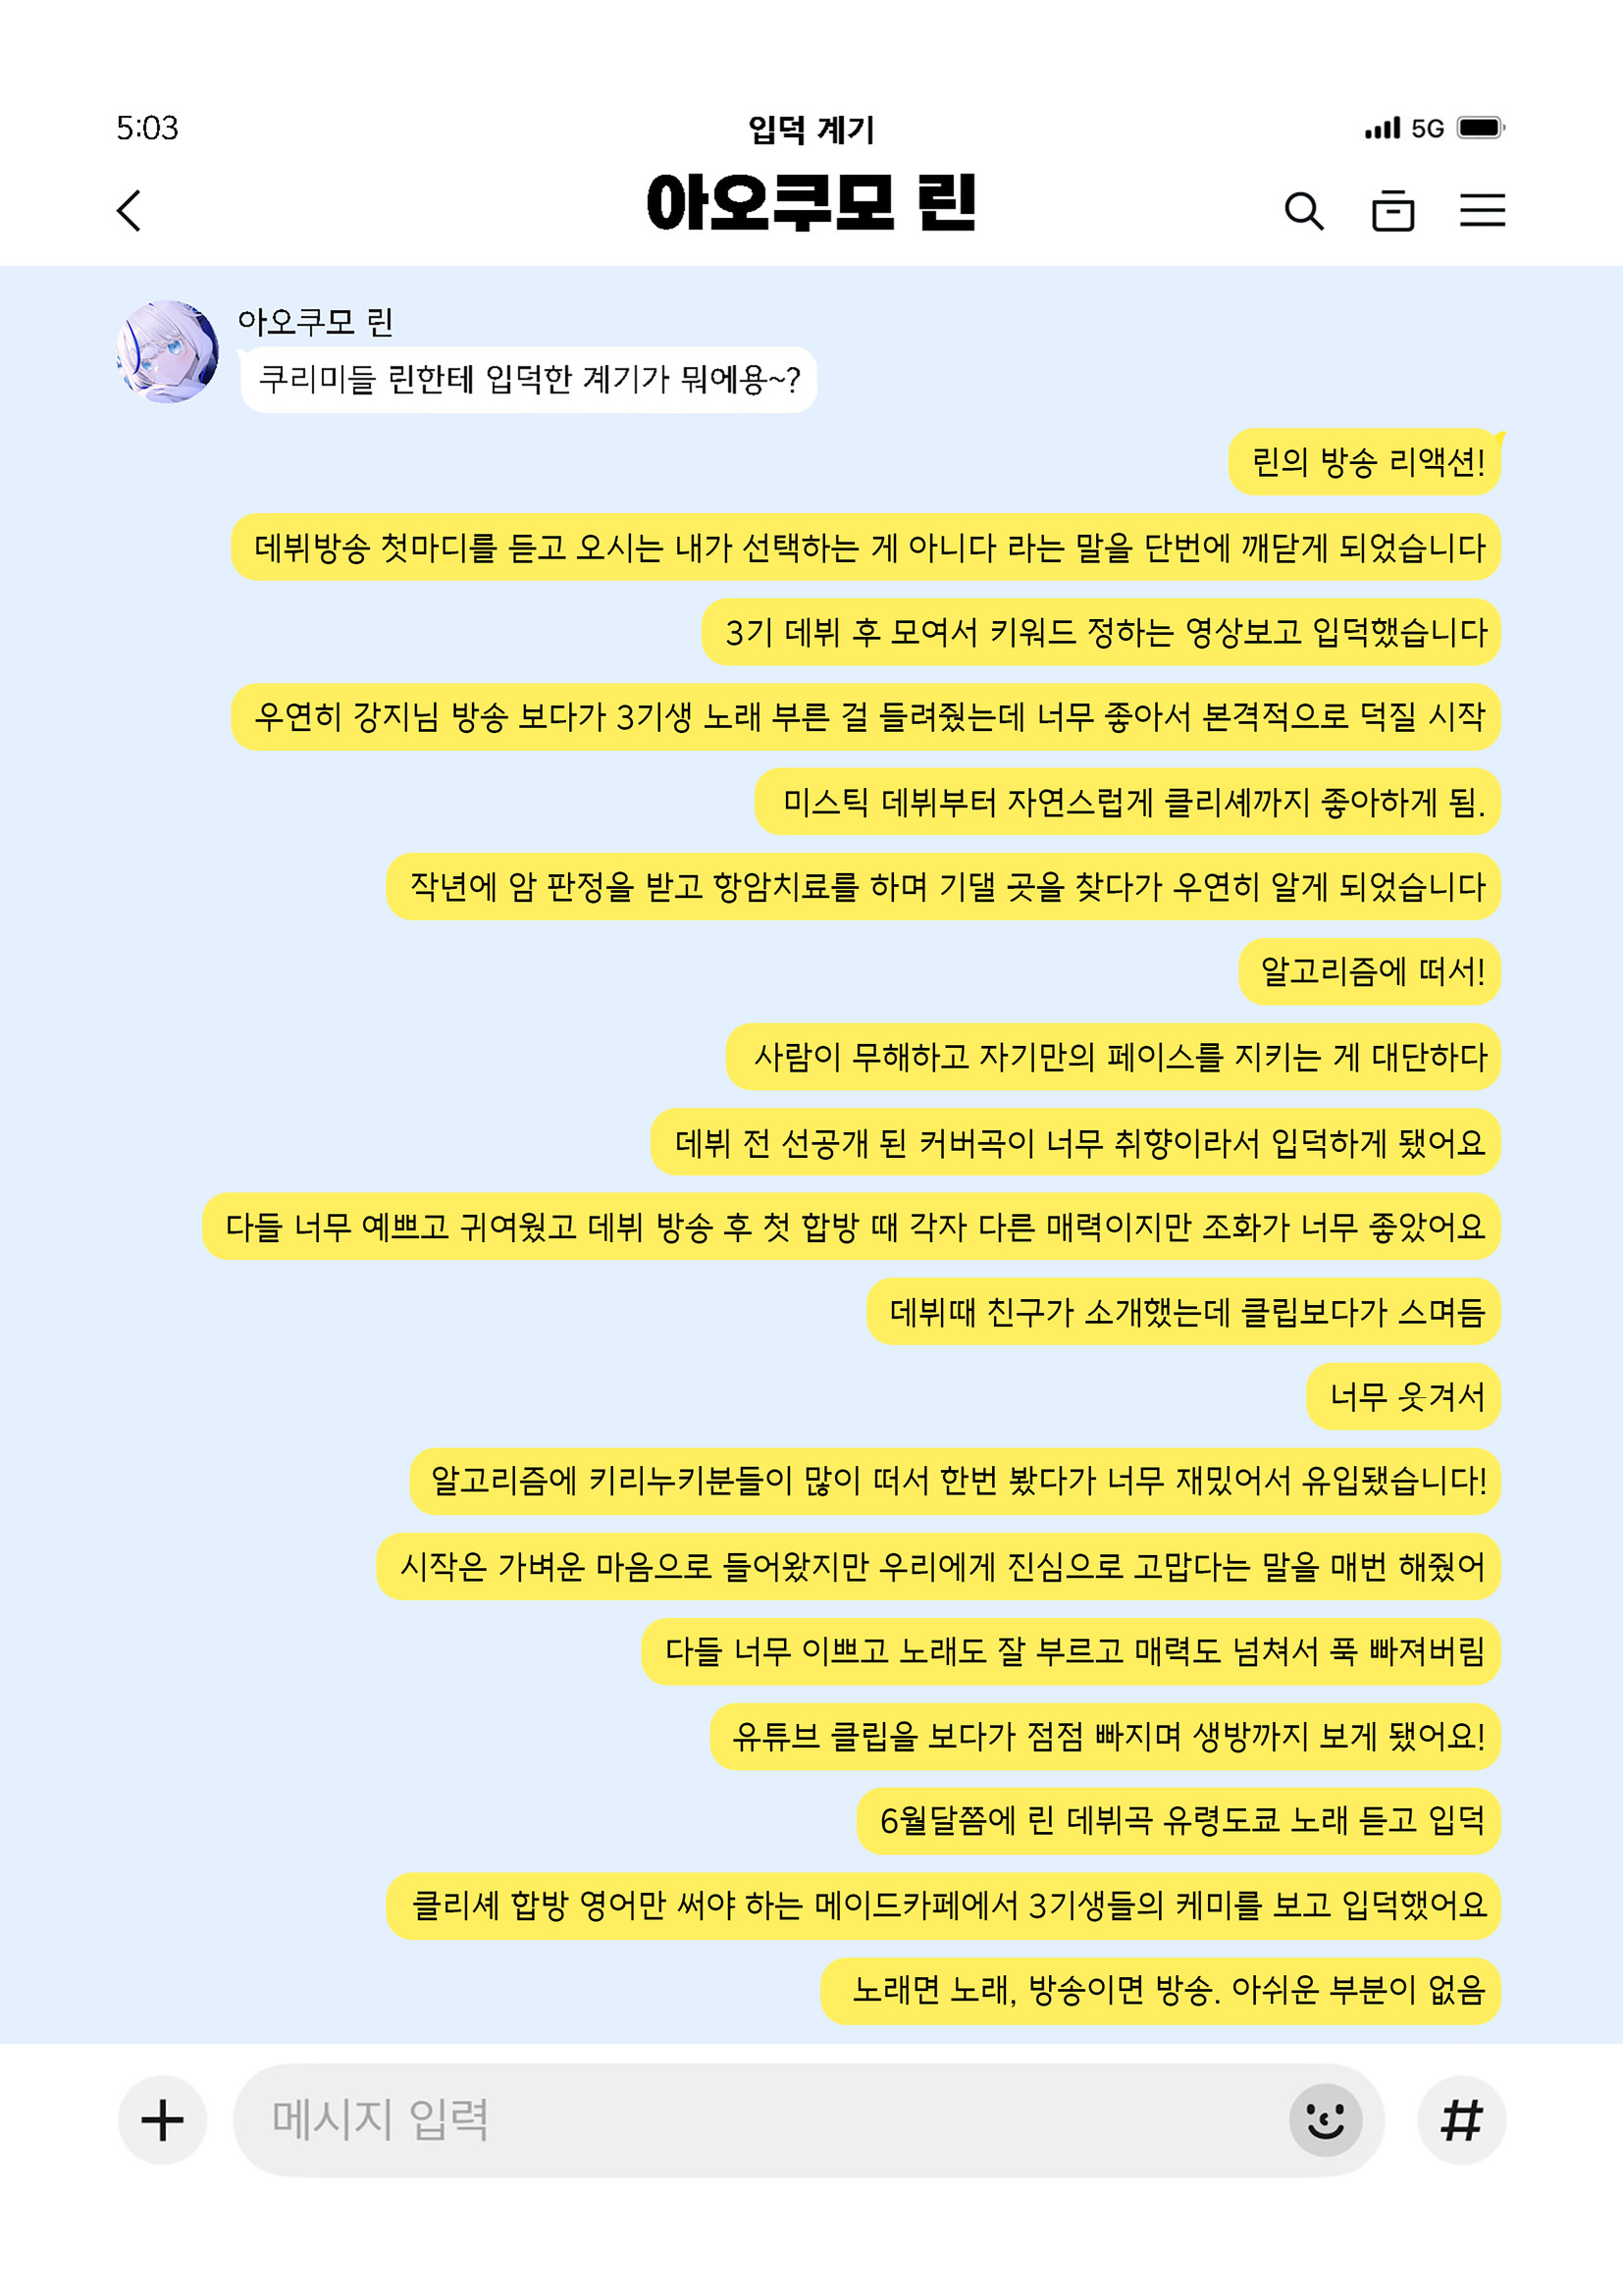 5:03
입덕 계기
5G
아오쿠모 린
아오쿠모 린
쿠리미들 린한테 입덕한 계기가 뭐에용~?
린의 방송 리액션!
데뷔방송 첫마디를 듣고 오시는 내가 선택하는 게 아니다 라는 말을 단번에 깨닫게 되었습니다
3기 데뷔 후 모여서 키워드 정하는 영상보고 입덕했습니다
우연히 강지님 방송 보다가 3기생 노래 부른 걸 들려줬는데 너무 좋아서 본격적으로 덕질 시작
미스틱 데뷔부터 자연스럽게 클리셰까지 좋아하게 됨.
작년에 암 판정을 받고 항암치료를 하며 기댈 곳을 찾다가 우연히 알게 되었습니다
알고리즘에 떠서!
사람이 무해하고 자기만의 페이스를 지키는 게 대단하다
데뷔 전 선공개 된 커버곡이 너무 취향이라서 입덕하게 됐어요
다들 너무 예쁘고 귀여웠고 데뷔 방송 후 첫 합방 때 각자 다른 매력이지만 조화가 너무 좋았어요
데뷔때 친구가 소개했는데 클립보다가 스며듬
너무 웃겨서
알고리즘에 키리누키분들이 많이 떠서 한번 봤다가 너무 재밌어서 유입됐습니다!
시작은 가벼운 마음으로 들어왔지만 우리에게 진심으로 고맙다는 말을 매번 해줬어
다들 너무 이쁘고 노래도 잘 부르고 매력도 넘쳐서 푹 빠져버림
유튜브 클립을 보다가 점점 빠지며 생방까지 보게 됐어요!
6월달쯤에 린 데뷔곡 유령도쿄 노래 듣고 입덕
클리셰 합방 영어만 써야 하는 메이드카페에서 3기생들의 케미를 보고 입덕했어요
노래면 노래, 방송이면 방송. 아쉬운 부분이 없음
메시지 입력
#